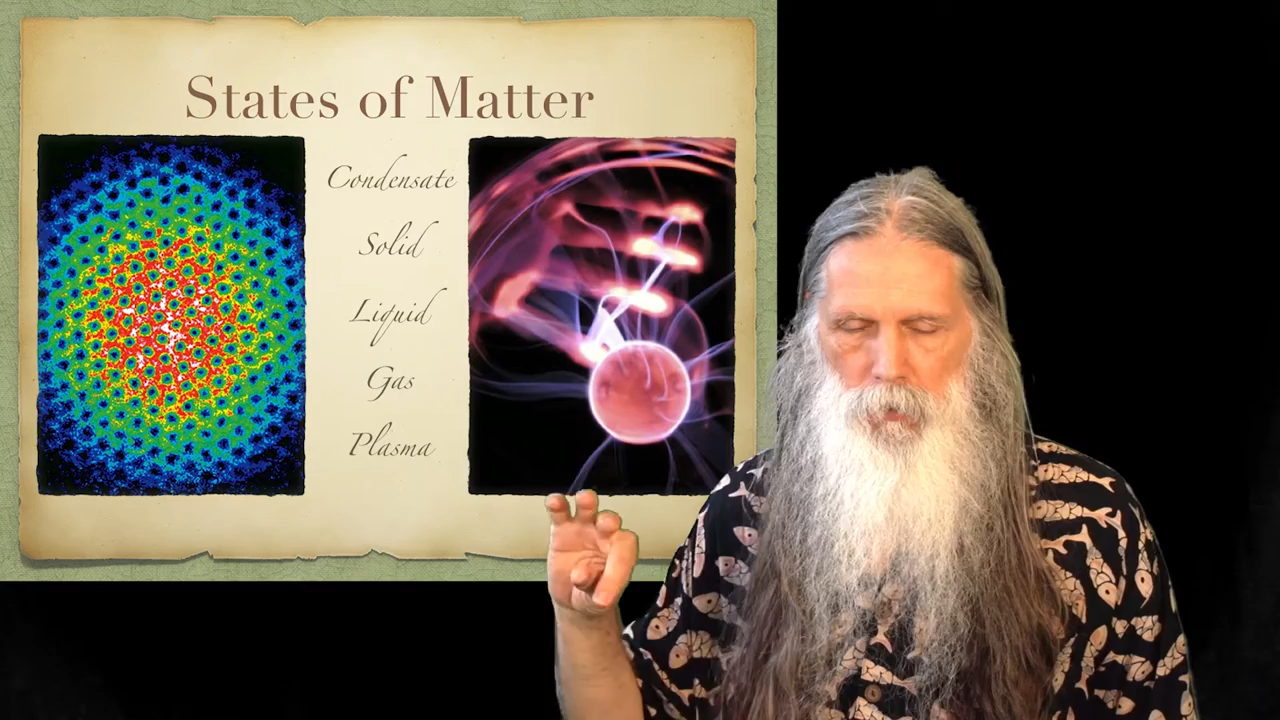 States of Matter
Condensate
Solid
Liquid
Gas
Plasma